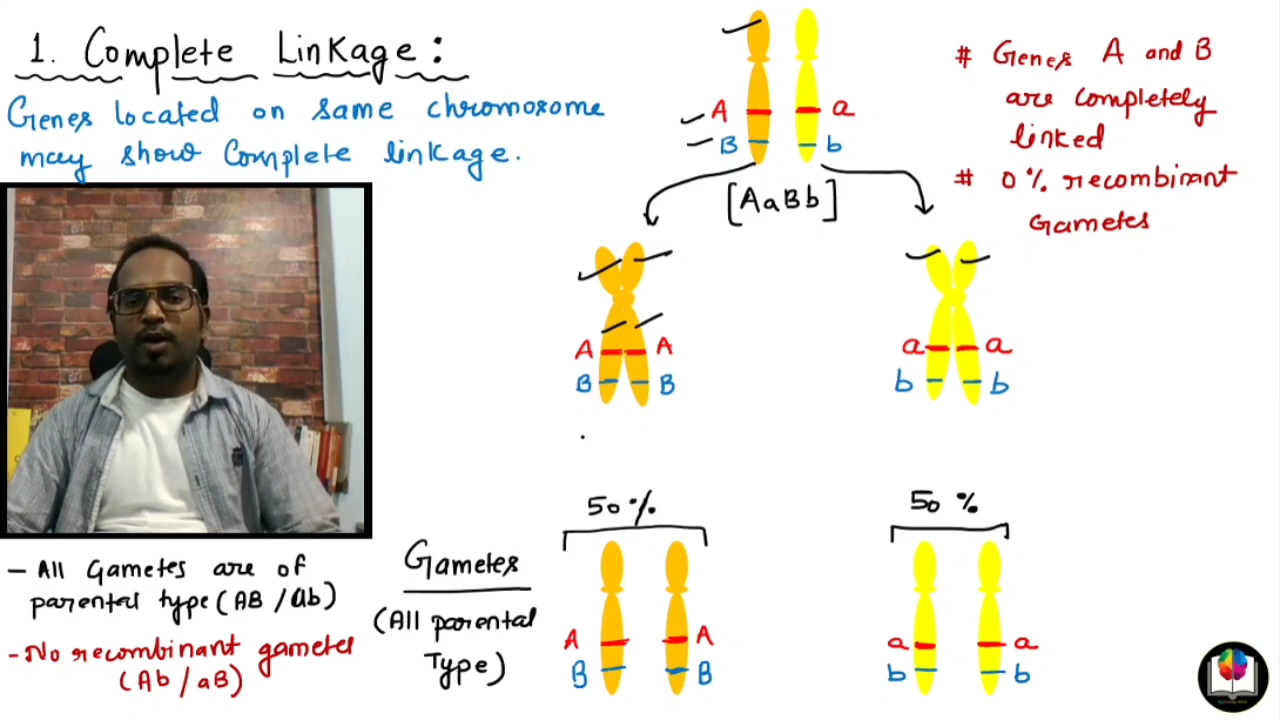 1. Complete Linkage:
Genes located on same chromosome
may show Complete linkage.
A a
B b
[AaBb]
# Genes A and B
are completely
linked
# 0% recombinant
Gametes
A A
B B
a a
b b
50%
50%
Gametes
(All parental
Type)
A A
B B
a a
b b
- All Gametes are of
parental type (AB/ab)
- No recombinant gametes
(Ab/aB)